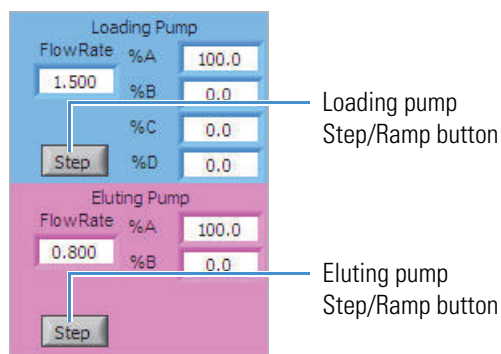 Loading Pump
FlowRate %A 100.0
1.500 %B 0.0
%C 0.0
Step %D 0.0
Loading pump
Step/Ramp button
Eluting Pump
FlowRate %A 100.0
0.800 %B 0.0
Step
Eluting pump
Step/Ramp button